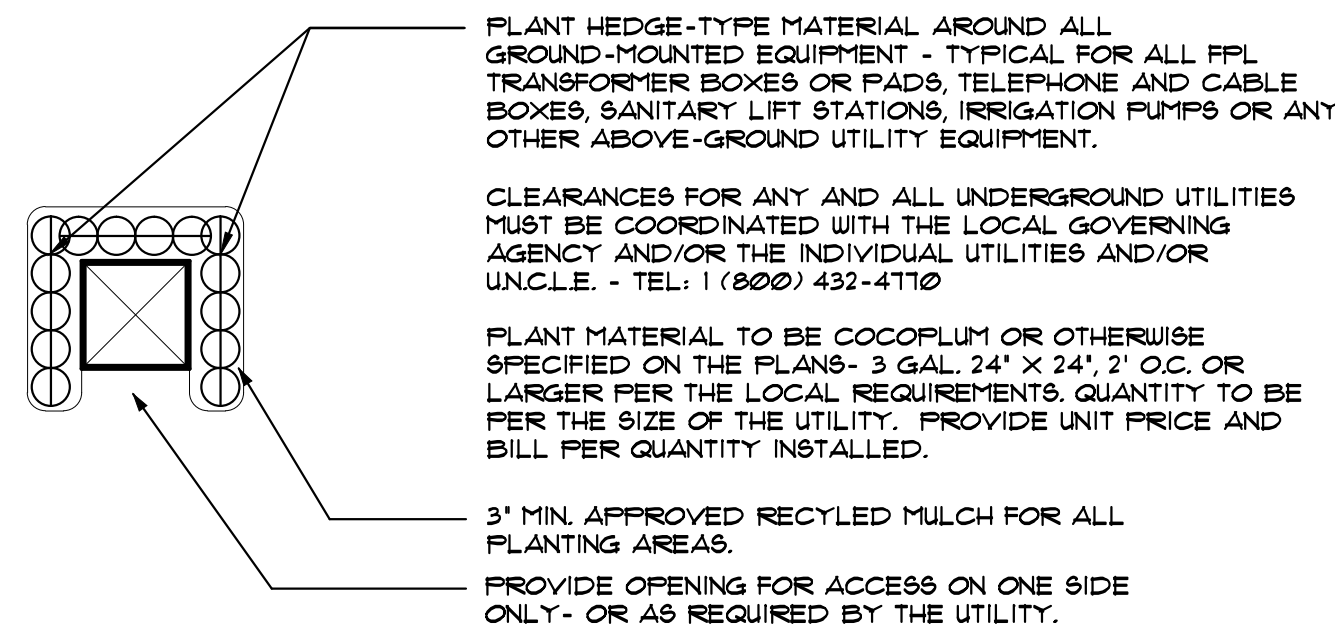 PLANT HEDGE-TYPE MATERIAL AROUND ALL
GROUND-MOUNTED EQUIPMENT - TYPICAL FOR ALL FPL
TRANSFORMER BOXES OR PADS, TELEPHONE AND CABLE
BOXES, SANITARY LIFT STATIONS, IRRIGATION PUMPS OR ANY
OTHER ABOVE-GROUND UTILITY EQUIPMENT.
CLEARANCES FOR ANY AND ALL UNDERGROUND UTILITIES
MUST BE COORDINATED WITH THE LOCAL GOVERNING
AGENCY AND/OR THE INDIVIDUAL UTILITIES AND/OR
U.N.C.L.E. - TEL: 1 (800) 432-4770
PLANT MATERIAL TO BE COCOPLUM OR OTHERWISE
SPECIFIED ON THE PLANS- 3 GAL. 24" X 24", 2' O.C. OR
LARGER PER THE LOCAL REQUIREMENTS. QUANTITY TO BE
PER THE SIZE OF THE UTILITY. PROVIDE UNIT PRICE AND
BILL PER QUANTITY INSTALLED.
3" MIN. APPROVED RECYLED MULCH FOR ALL
PLANTING AREAS.
PROVIDE OPENING FOR ACCESS ON ONE SIDE
ONLY- OR AS REQUIRED BY THE UTILITY.